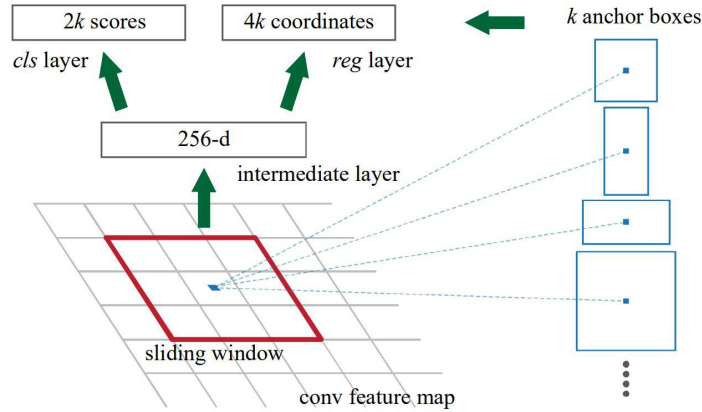 2k scores
4k coordinates
k anchor boxes
cls layer
reg layer
256-d
intermediate layer
sliding window
conv feature map